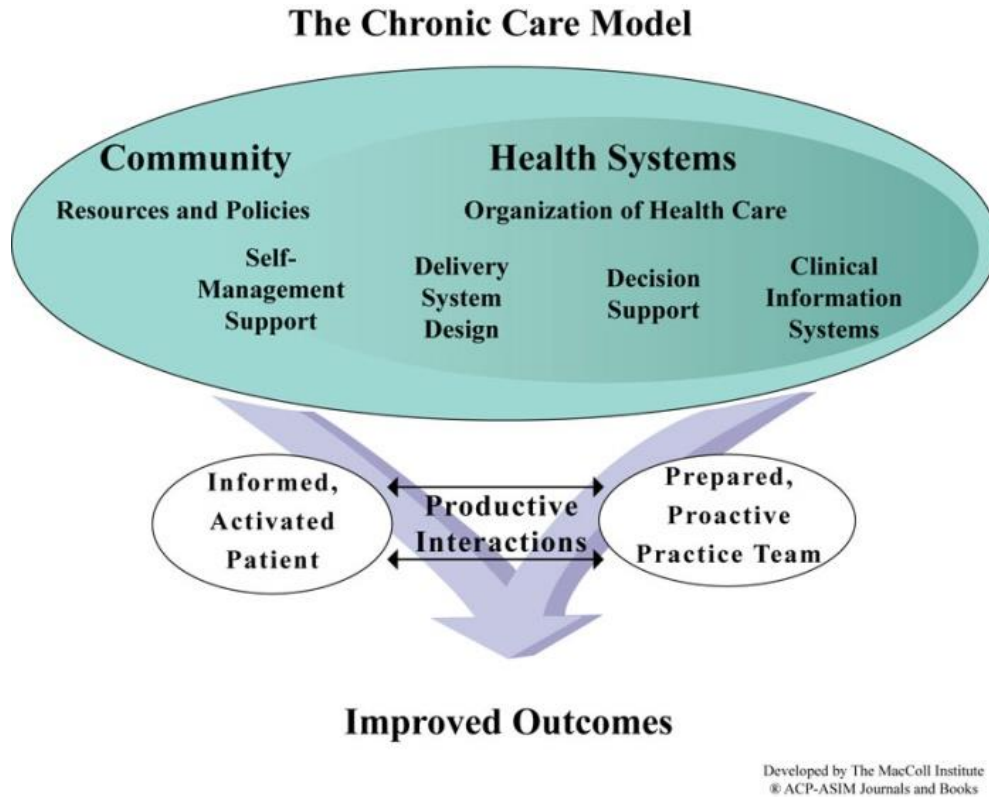 The Chronic Care Model
Community
Resources and Policies
Health Systems
Organization of Health Care
Self-
Management
Support
Delivery
System
Design
Decision
Support
Clinical
Information
Systems
Informed,
Activated
Patient
Productive
Interactions
Prepared,
Proactive
Practice Team
Improved Outcomes
Developed by The MacColl Institute
® ACP-ASIM Journals and Books